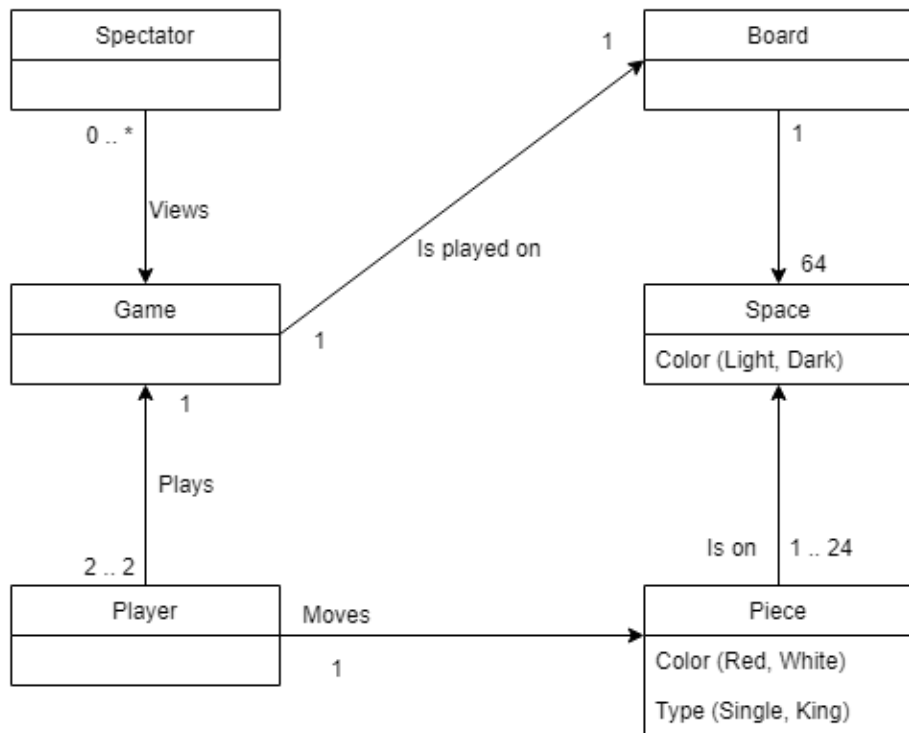 Spectator
1
Board
0 .. *
1
Views
Is played on
64
Game
Space
1
Color (Light, Dark)
1
Plays
Is on
1 .. 24
2 .. 2
Player
Moves
Piece
1
Color (Red, White)
Type (Single, King)